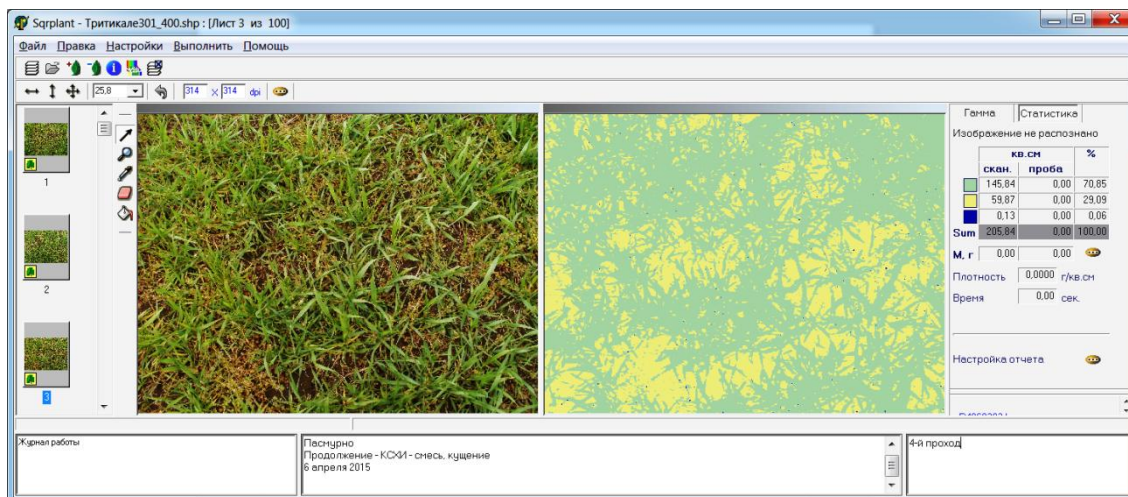 Sqrplant - Тритикале301_400.shp : [Лист 3 из 100]
Файл Правка Настройки Выполнить Помощь
25,8 314 X 314 dpi
Гамма Статистика
Изображение не распознано
кв.см %
скан. проба
145,84 0,00 70,85
59,87 0,00 29,09
0,13 0,00 0,06
Sum 205,84 0,00 100,00
М, г 0,00 0,00
Плотность 0,0000 г/кв.см
Время 0,00 сек.
Настройка отчета
1
2
3
Журнал работы
Пасмурно
Продолжение - КСХИ - смесь, кущение
6 апреля 2015
4-й проход